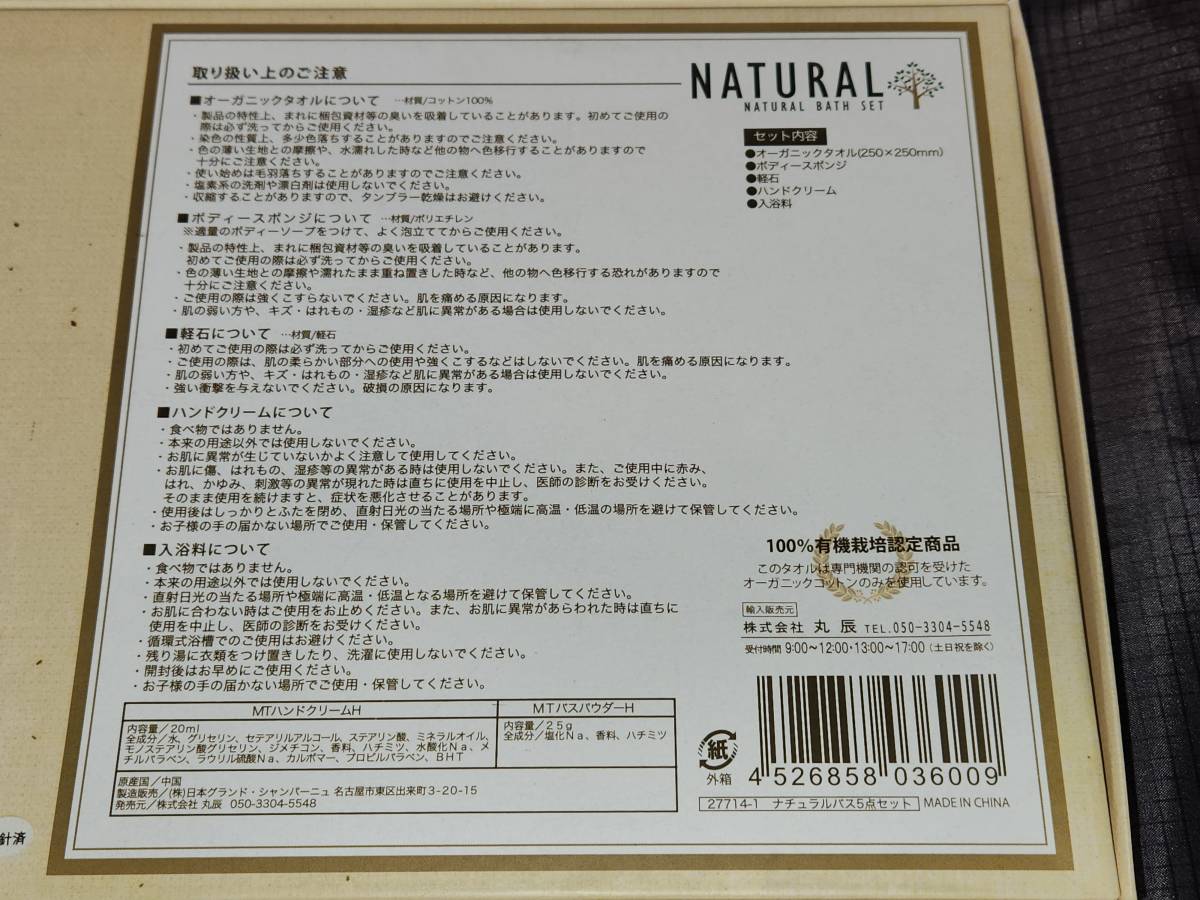 取り扱い上のご注意
■オーガニックタオルについて …材質/コットン100%
・製品の特性上、まれに梱包資材等の臭いを吸着していることがあります。初めてご使用の
際は必ず洗ってからご使用ください。
・染色の性質上、多少色落ちすることがありますのでご注意ください。
・色の薄い生地との摩擦や、水濡れした時など他の物へ色移行することがありますので
十分にご注意ください。
・使い始めは毛羽落ちすることがありますのでご注意ください。
・塩素系の洗剤や漂白剤は使用しないでください。
・収縮することがありますので、タンブラー乾燥はお避けください。
■ボディースポンジについて …材質/ポリエチレン
※適量のボディーソープをつけて、よく泡立ててからご使用ください。
・製品の特性上、まれに梱包資材等の臭いを吸着していることがあります。
初めてご使用の際は必ず洗ってからご使用ください。
・色の薄い生地との摩擦や濡れたまま重ね置きした時など、他の物へ色移行する恐れがありますので
十分にご注意ください。
・ご使用の際は強くこすらないでください。肌を痛める原因になります。
・肌の弱い方や、キズ・はれもの・湿疹など肌に異常がある場合は使用しないでください。
■軽石について …材質/軽石
・初めてご使用の際は必ず洗ってからご使用ください。
・ご使用の際は、肌の柔らかい部分への使用や強くこするなどはしないでください。肌を痛める原因になります。
・肌の弱い方や、キズ・はれもの・湿疹など肌に異常がある場合は使用しないでください。
・強い衝撃を与えないでください。破損の原因になります。
■ハンドクリームについて
・食べ物ではありません。
・本来の用途以外では使用しないでください。
・お肌に異常が生じていないかよく注意して使用してください。
・お肌に傷、はれもの、湿疹等の異常がある時は使用しないでください。また、ご使用中に赤み、
はれ、かゆみ、刺激等の異常が現れた時は直ちに使用を中止し、医師の診断をお受けください。
そのまま使用を続けますと、症状を悪化させることがあります。
・使用後はしっかりとふたを閉め、直射日光の当たる場所や極端に高温・低温の場所を避けて保管してください。
・お子様の手の届かない場所でご使用・保管してください。
■入浴料について
・食べ物ではありません。
・本来の用途以外では使用しないでください。
・直射日光の当たる場所や極端に高温・低温となる場所を避けて保管してください。
・お肌に合わない時はご使用をお止めください。また、お肌に異常があらわれた時は直ちに
使用を中止し、医師の診断をお受けください。
・循環式浴槽でのご使用はお避けください。
・残り湯に衣類をつけ置きしたり、洗濯に使用しないでください。
・開封後はお早めにご使用ください。
・お子様の手の届かない場所でご使用・保管してください。
MTハンドクリームH
内容量／20ml
全成分／水、グリセリン、セテアリルアルコール、ステアリン酸、ミネラルオイル、
モノステアリン酸グリセリン、ジメチコン、香料、ハチミツ、水酸化Na、メ
チルパラベン、ラウリル硫酸Na、カルボマー、プロピルパラベン、BHT
MTバスパウダーH
内容量／25g
全成分／塩化Na、香料、ハチミツ
原産国／中国
製造販売／(株)日本グランド・シャンパーニュ 名古屋市東区出来町3-20-15
発売元／株式会社 丸辰 050-3304-5548
NATURAL
NATURAL BATH SET
セット内容
●オーガニックタオル(250×250mm)
●ボディースポンジ
●軽石
●ハンドクリーム
●入浴料
100%有機栽培認定商品
このタオルは専門機関の認可を受けた
オーガニックコットンのみを使用しています。
輸入販売元
株式会社 丸辰 TEL.050-3304-5548
受付時間 9:00〜12:00・13:00〜17:00（土日祝を除く）
紙
外箱
4 526858 036009
27714-1 ナチュラルバス5点セット MADE IN CHINA
針済